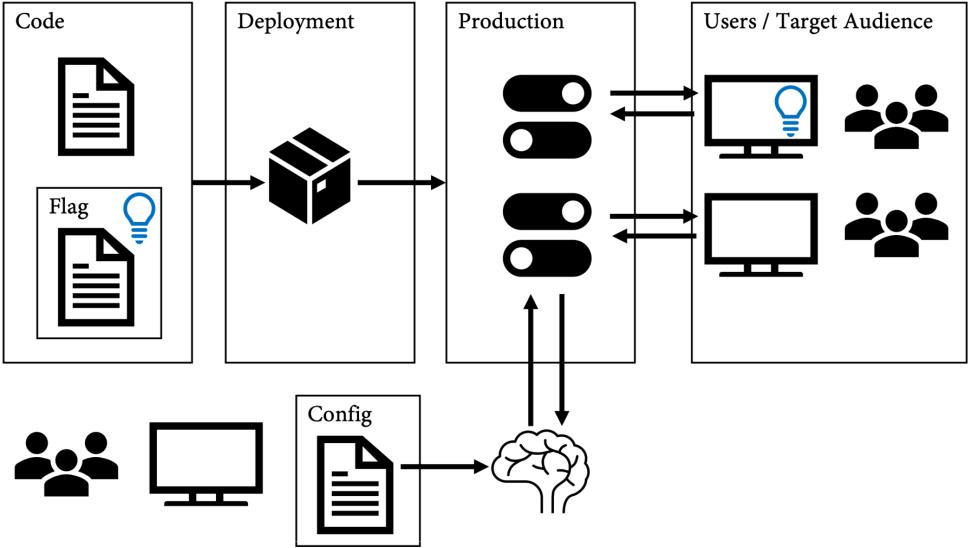 Code
Deployment
Production
Users / Target Audience
Flag
Config